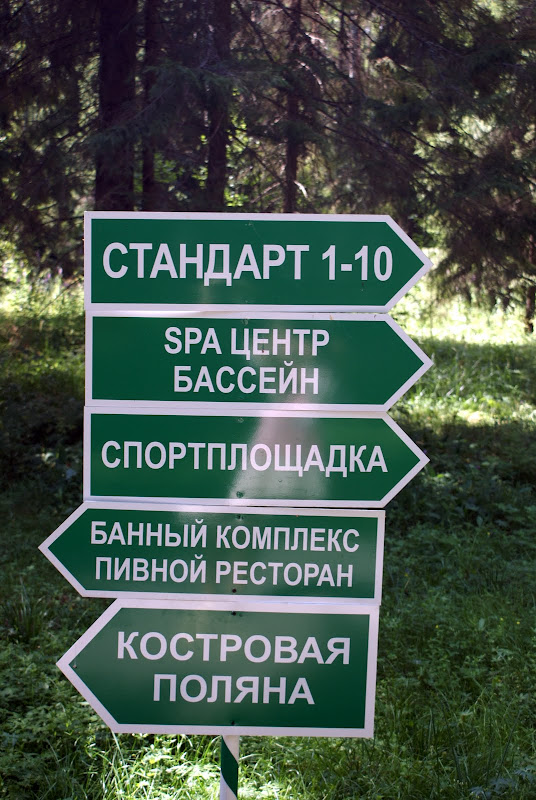 СТАНДАРТ 1-10
SPA ЦЕНТР
БАССЕЙН
СПОРТПЛОЩАДКА
БАННЫЙ КОМПЛЕКС
ПИВНОЙ РЕСТОРАН
КОСТРОВАЯ
ПОЛЯНА